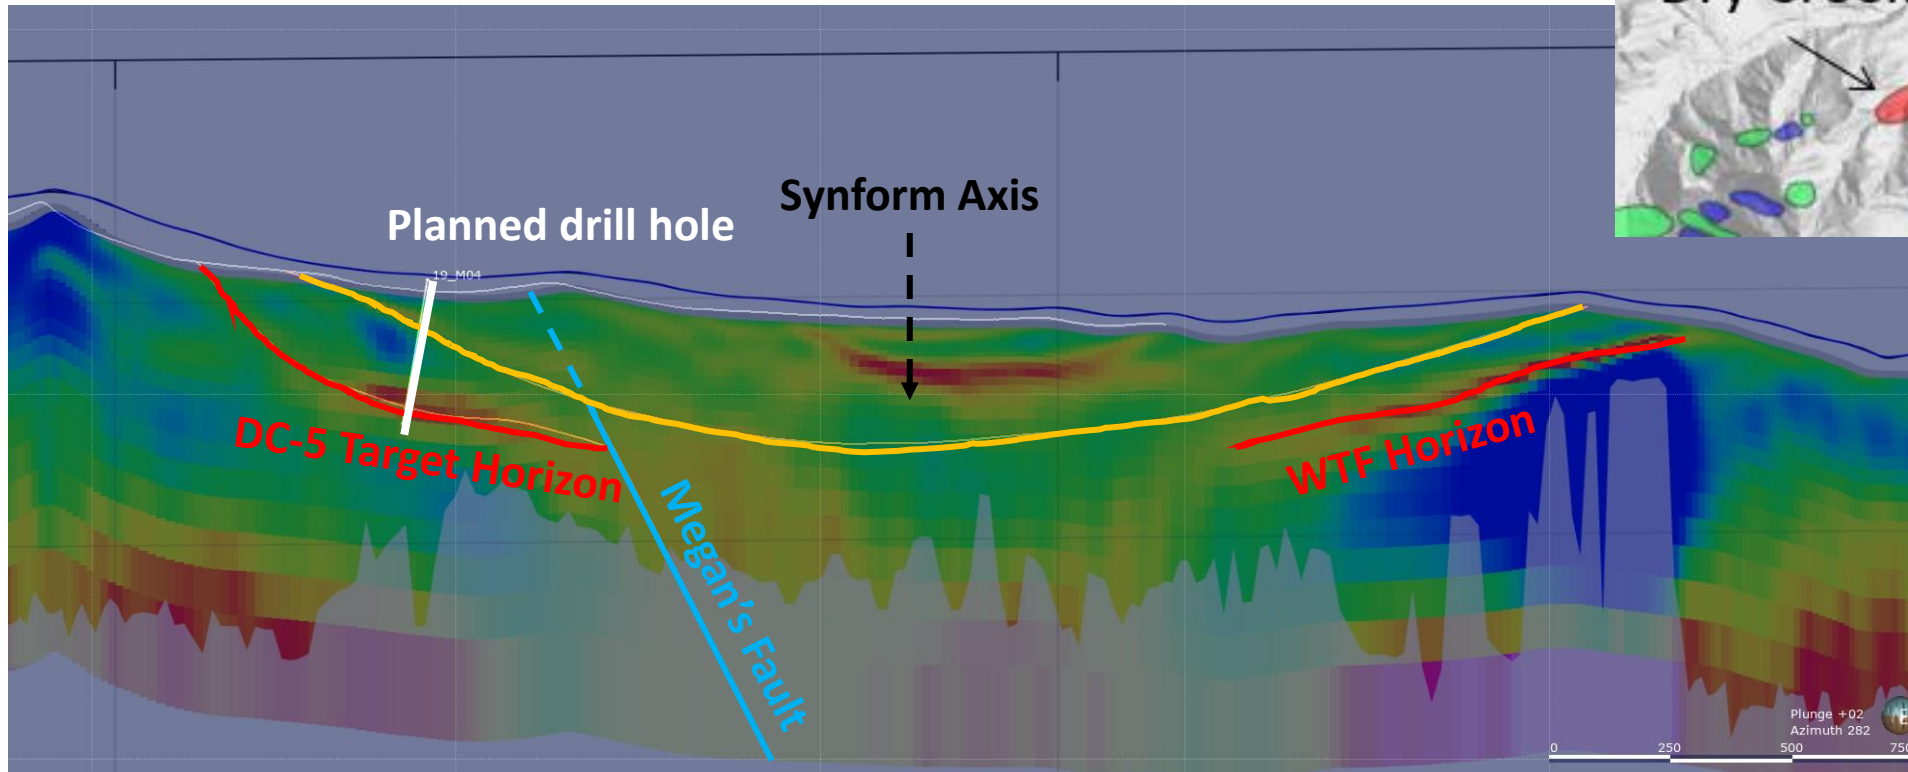 Synform Axis
Planned drill hole
19_M04
DC-5 Target Horizon
WTF Horizon
Megan's Fault
Plunge +02
Azimuth 282
0 250 500